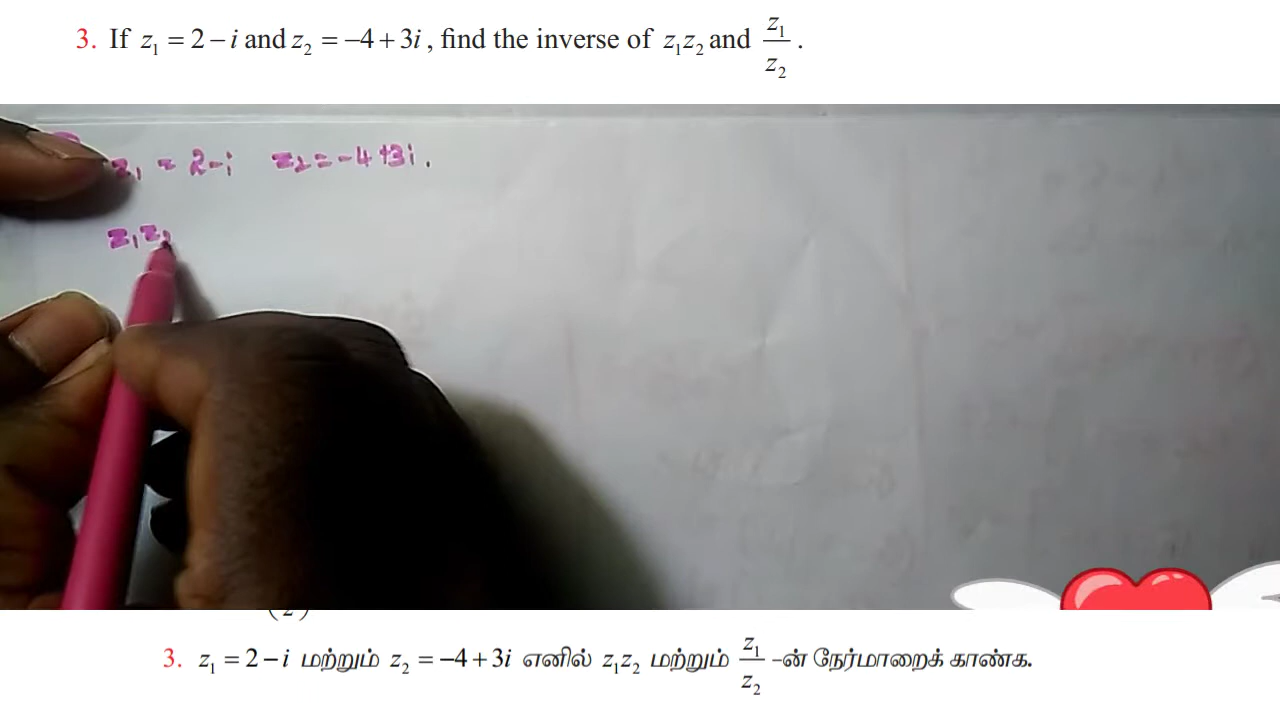 3. If z₁ = 2 – i and z₂ = –4 + 3i, find the inverse of z₁z₂ and z₁/z₂.
z₁ = 2-i z₂ = -4+3i.
z₁z₂
(2)
3. z₁ = 2 – i மற்றும் z₂ = –4 + 3i எனில் z₁z₂ மற்றும் z₁/z₂ –ன் நேர்மாறைக் காண்க.